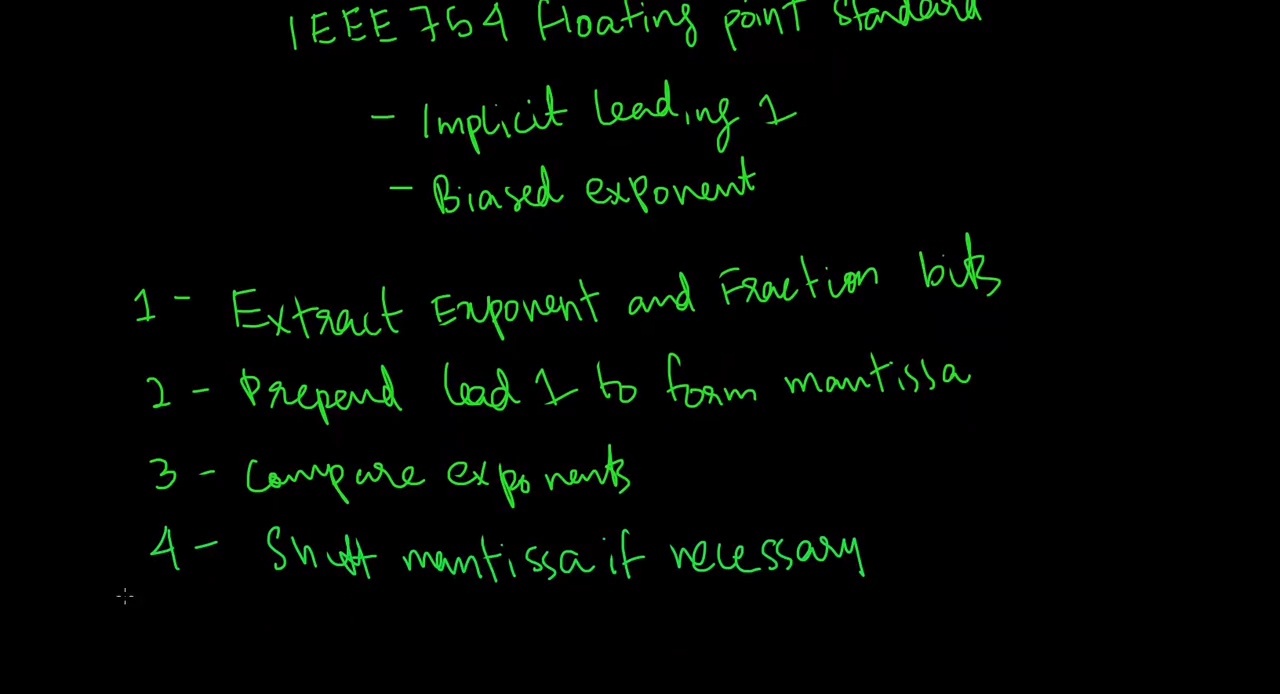 IEEE 754 Floating point standard
- Implicit leading 1
- Biased exponent
1- Extract Exponent and Fraction bits
2 - Prepend lead 1 to form mantissa
3 - Compare exponents
4 - Shift mantissa if necessary